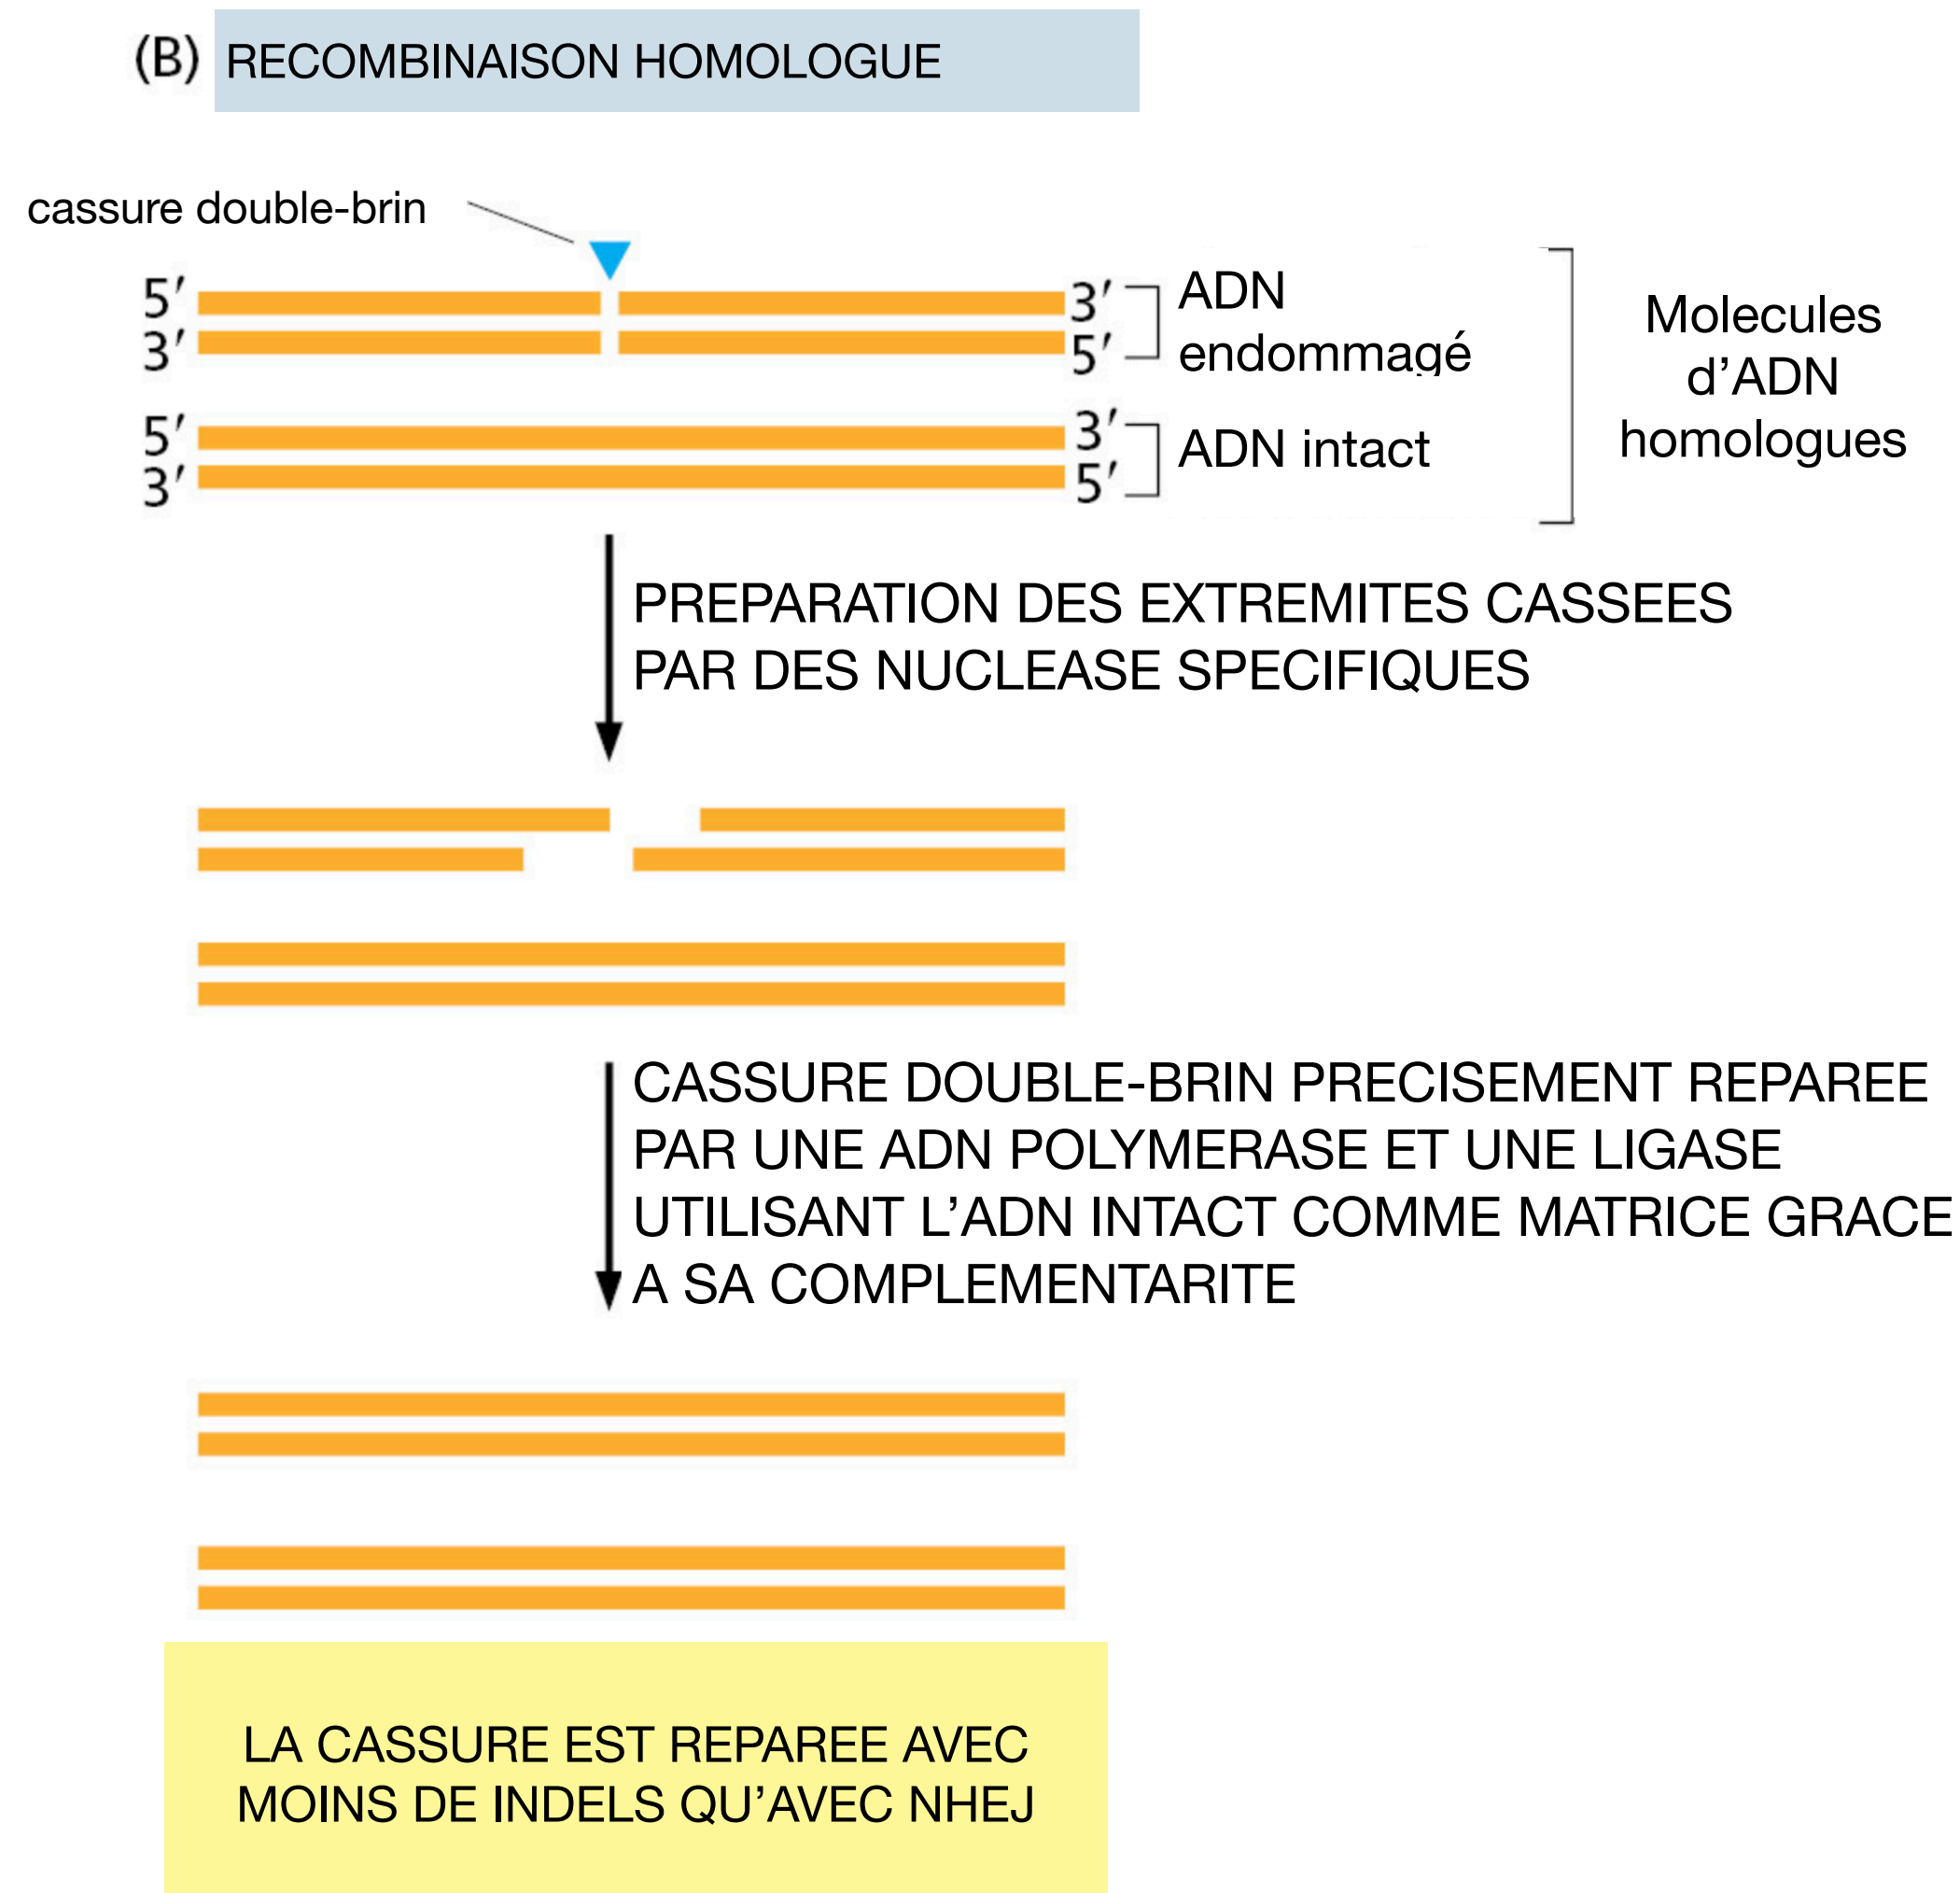 (B) RECOMBINAISON HOMOLOGUE
cassure double-brin
5′
3′
3′
5′
ADN
endommagé
5′
3′
3′
5′
ADN intact
Molecules
d’ADN
homologues
PREPARATION DES EXTREMITES CASSEES
PAR DES NUCLEASE SPECIFIQUES
CASSURE DOUBLE-BRIN PRECISEMENT REPAREE
PAR UNE ADN POLYMERASE ET UNE LIGASE
UTILISANT L’ADN INTACT COMME MATRICE GRACE
A SA COMPLEMENTARITE
LA CASSURE EST REPAREE AVEC
MOINS DE INDELS QU’AVEC NHEJ